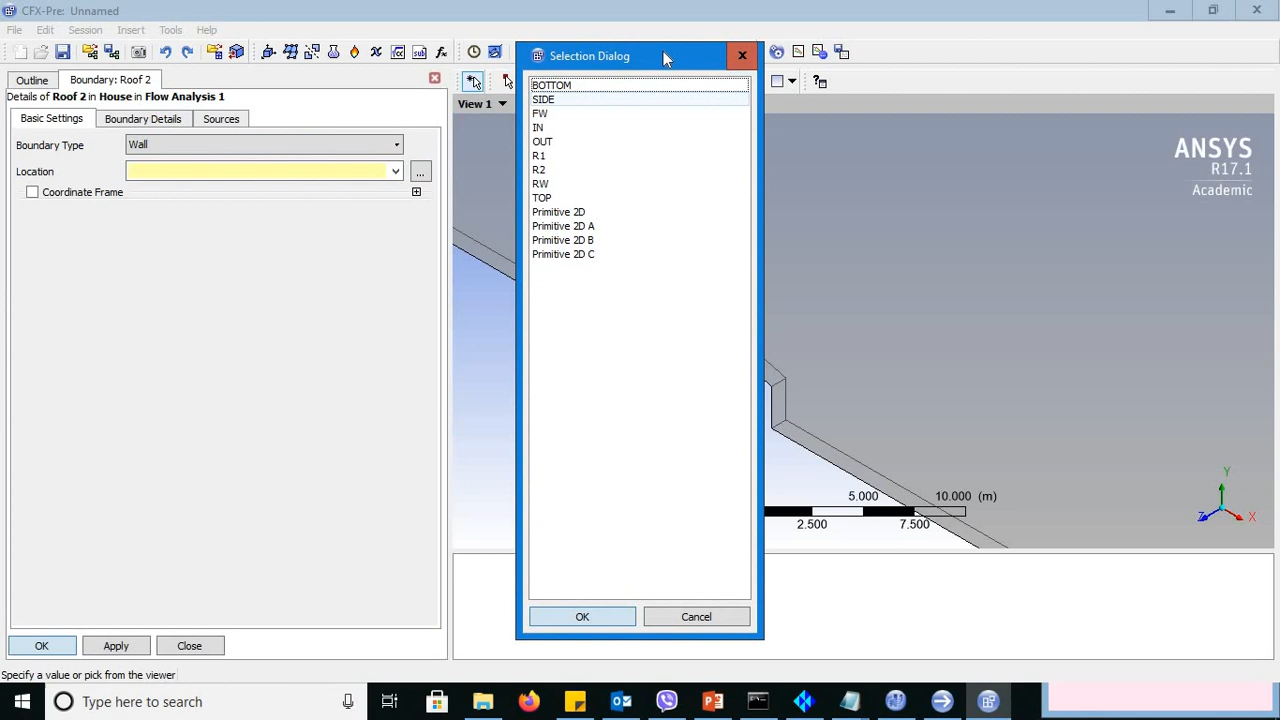 CFX-Pre: Unnamed
File Edit Session Insert Tools Help
Selection Dialog
Outline Boundary: Roof 2
Details of Roof 2 in House in Flow Analysis 1
Basic Settings Boundary Details Sources
Boundary Type Wall
Location ...
Coordinate Frame
View 1
BOTTOM
SIDE
FW
IN
OUT
R1
R2
RW
TOP
Primitive 2D
Primitive 2D A
Primitive 2D B
Primitive 2D C
OK Cancel
ANSYS
R17.1
Academic
5.000 10.000 (m)
2.500 7.500
Y
Z X
OK Apply Close
Specify a value or pick from the viewer
Type here to search